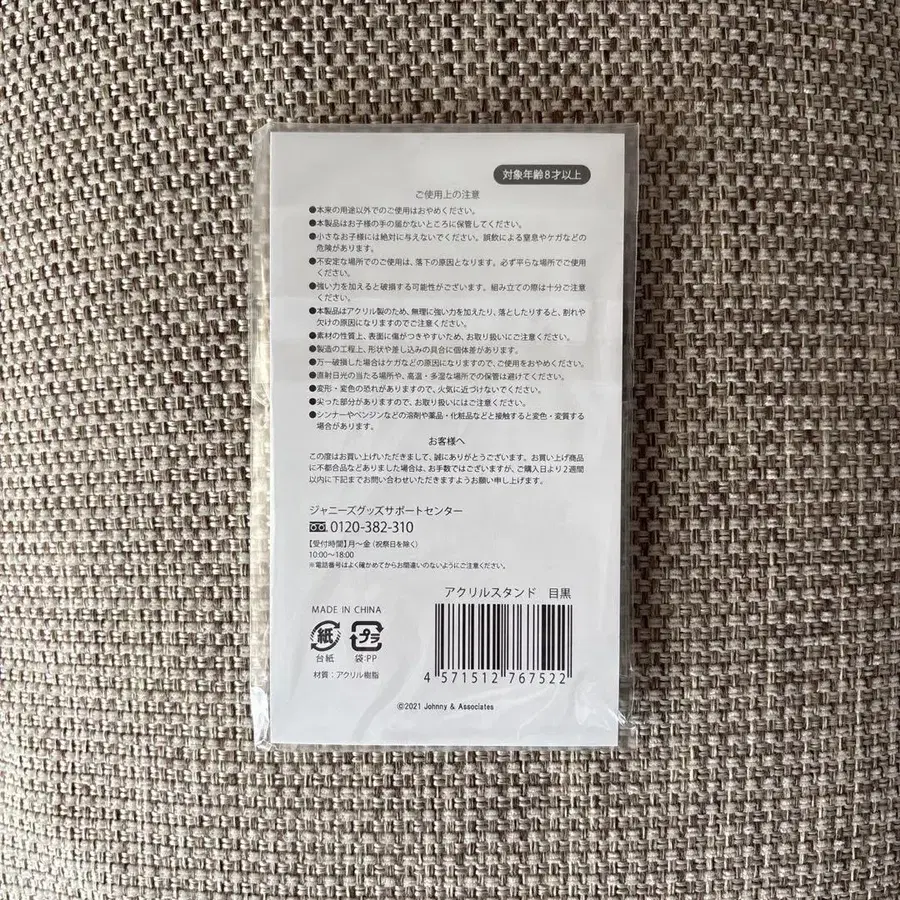 対象年齢8才以上
ご使用上の注意
●本来の用途以外でのご使用はおやめください。
●本製品はお子様の手の届かないところに保管してください。
●小さなお子様には絶対に与えないでください。誤飲による窒息やケガなどの
危険があります。
●不安定な場所でのご使用は、落下の原因となります。必ず平らな場所でご使用
ください。
●強い力を加えると破損する可能性がございます。組み立ての際は十分ご注意
ください。
●本製品はアクリル製のため、無理に強い力を加えたり、落としたりすると、割れや
欠けの原因になりますのでご注意ください。
●素材の性質上、表面に傷がつきやすいため、お取り扱いにご注意ください。
●製造の工程上、形状や差し込みの具合に個体差があります。
●万一破損した場合はケガなどの原因になりますので、ご使用をおやめください。
●直射日光の当たる場所や、高温・多湿な場所での保管は避けてください。
●変形・変色の恐れがありますので、火気に近づけないでください。
●尖った部分がありますので、お取り扱いにはご注意ください。
●シンナーやベンジンなどの溶剤や薬品・化粧品などと接触すると変色・変質する
場合があります。
お客様へ
この度はお買い上げいただきまして、誠にありがとうございます。お買い上げ商品
に不都合品などありました場合は、お手数ではございますが、ご購入日より2週間
以内に下記までお問い合わせいただきますようお願い申し上げます。
ジャニーズグッズサポートセンター
0120-382-310
【受付時間】月〜金(祝祭日を除く)
10:00〜18:00
※電話番号はよく確かめてからお間違いのないようにご注意ください。
アクリルスタンド 目黒
MADE IN CHINA
紙 プラ
台紙 袋:PP
材質:アクリル樹脂
4 571512 767522
©2021 Johnny & Associates